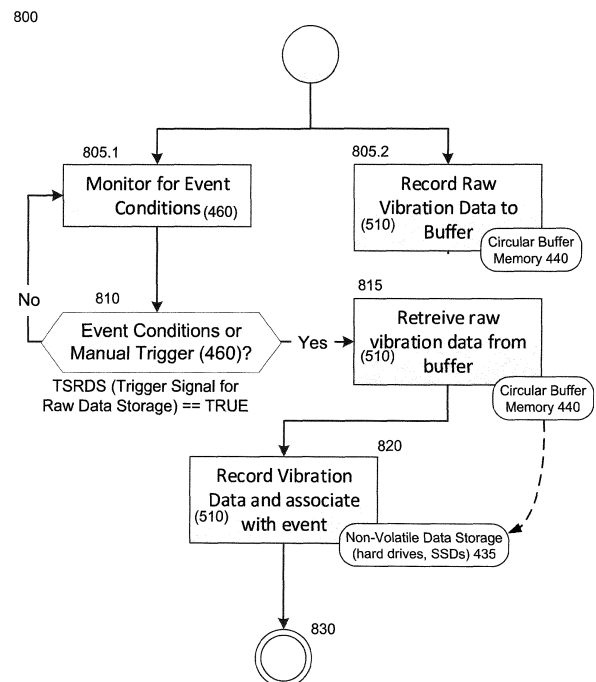 800
805.1
Monitor for Event
Conditions (460)
805.2
Record Raw
Vibration Data to
(510) Buffer
Circular Buffer
Memory 440
No
810
Event Conditions or
Manual Trigger (460)?
TSRDS (Trigger Signal for
Raw Data Storage) == TRUE
Yes
815
Retreive raw
vibration data from
(510) buffer
Circular Buffer
Memory 440
820
Record Vibration
Data and associate
(510) with event
Non-Volatile Data Storage
(hard drives, SSDs) 435
830